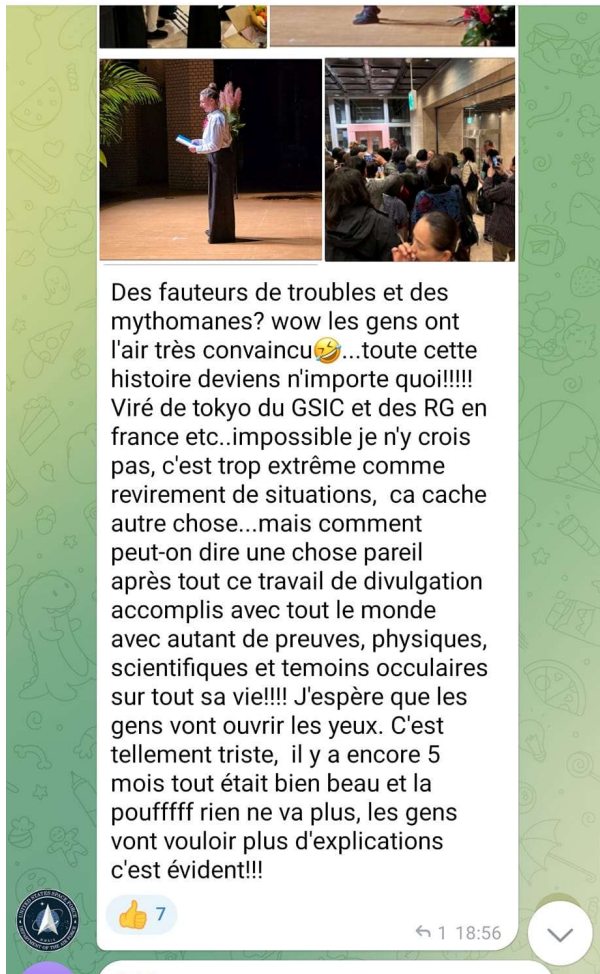 Des fauteurs de troubles et des
mythomanes? wow les gens ont
l'air très convaincu🤣...toute cette
histoire deviens n'importe quoi!!!!!
Viré de tokyo du GSIC et des RG en
france etc..impossible je n'y crois
pas, c'est trop extrême comme
revirement de situations,  ca cache
autre chose...mais comment
peut-on dire une chose pareil
après tout ce travail de divulgation
accomplis avec tout le monde
avec autant de preuves, physiques,
scientifiques et temoins occulaires
sur tout sa vie!!!! J'espère que les
gens vont ouvrir les yeux. C'est
tellement triste,  il y a encore 5
mois tout était bien beau et la
poufffff rien ne va plus, les gens
vont vouloir plus d'explications
c'est évident!!!
👍 7
1 18:56